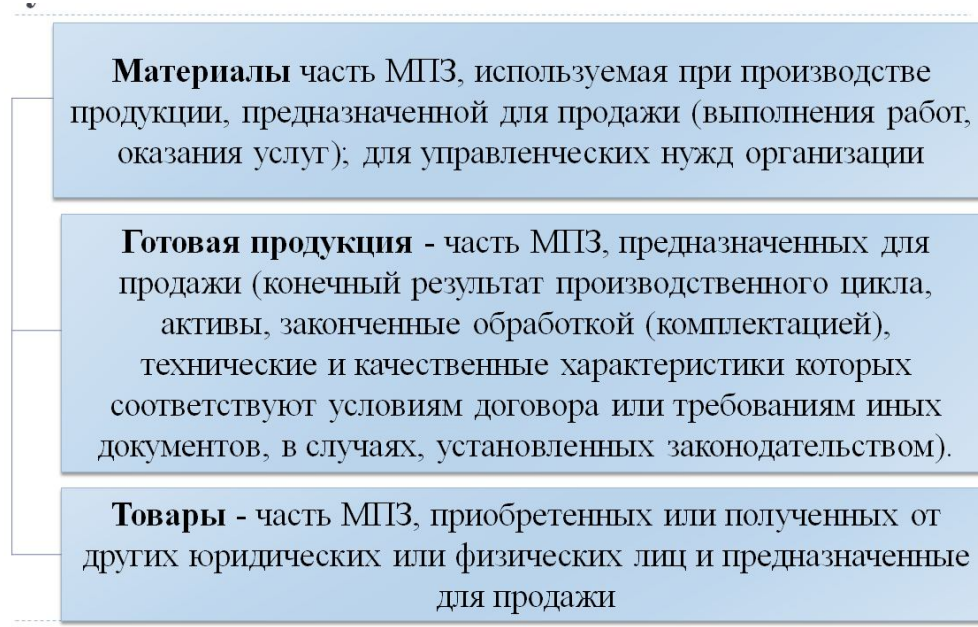 Материалы часть МПЗ, используемая при производстве
продукции, предназначенной для продажи (выполнения работ,
оказания услуг); для управленческих нужд организации
Готовая продукция - часть МПЗ, предназначенных для
продажи (конечный результат производственного цикла,
активы, законченные обработкой (комплектацией),
технические и качественные характеристики которых
соответствуют условиям договора или требованиям иных
документов, в случаях, установленных законодательством).
Товары - часть МПЗ, приобретенных или полученных от
других юридических или физических лиц и предназначенные
для продажи